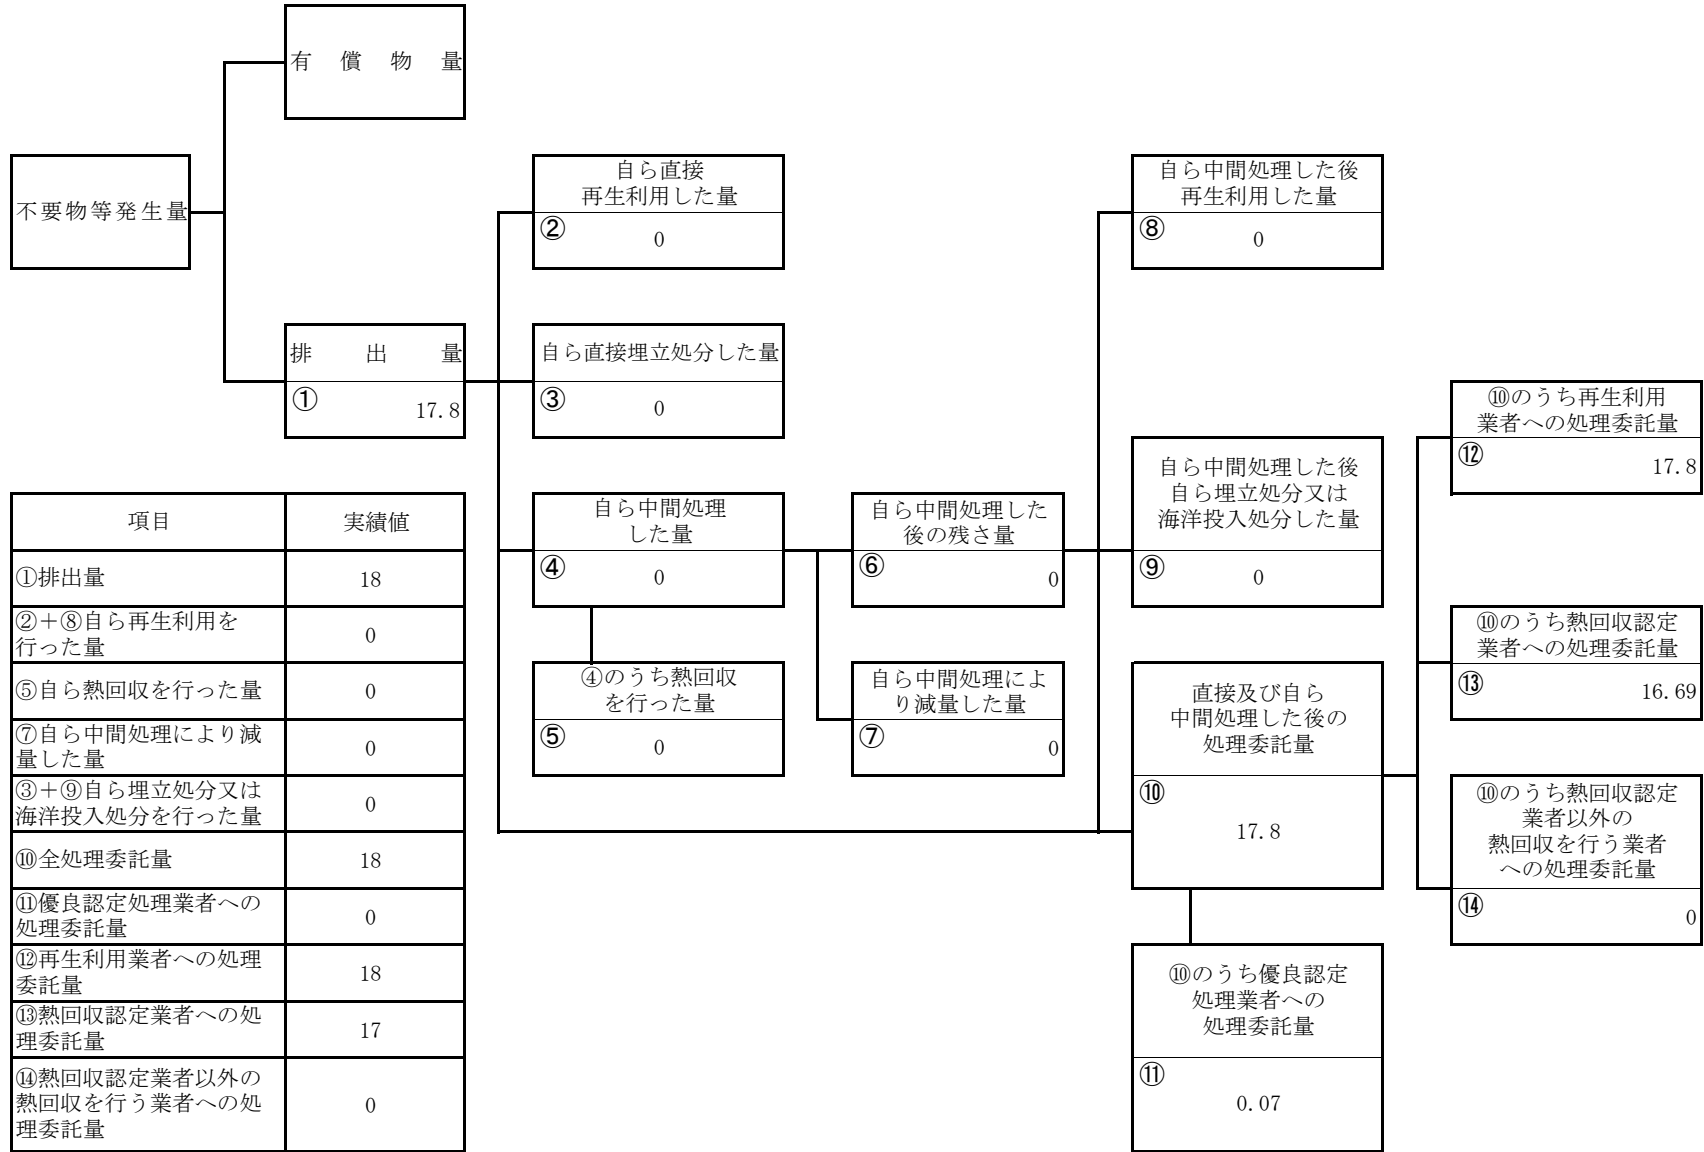 有償物量
不要物等発生量
自ら直接
再生利用した量
②
0
自ら中間処理した後
再生利用した量
⑧
0
排出量
①
17.8
自ら直接埋立処分した量
③
0
⑩のうち再生利用
業者への処理委託量
⑫
17.8
自ら中間処理した後
自ら埋立処分又は
海洋投入処分した量
⑨
0
自ら中間処理
した量
④
0
自ら中間処理した
後の残さ量
⑥
0
⑩のうち熱回収認定
業者への処理委託量
⑬
16.69
④のうち熱回収
を行った量
⑤
0
自ら中間処理によ
り減量した量
⑦
0
直接及び自ら
中間処理した後の
処理委託量
⑩
17.8
⑩のうち熱回収認定
業者以外の
熱回収を行う業者
への処理委託量
⑭
0
⑩のうち優良認定
処理業者への
処理委託量
⑪
0.07
項目 実績値
①排出量 18
②+⑧自ら再生利用を
行った量 0
⑤自ら熱回収を行った量 0
⑦自ら中間処理により減
量した量 0
③+⑨自ら埋立処分又は
海洋投入処分を行った量 0
⑩全処理委託量 18
⑪優良認定処理業者への
処理委託量 0
⑫再生利用業者への処理
委託量 18
⑬熱回収認定業者への処
理委託量 17
⑭熱回収認定業者以外の
熱回収を行う業者への処
理委託量 0